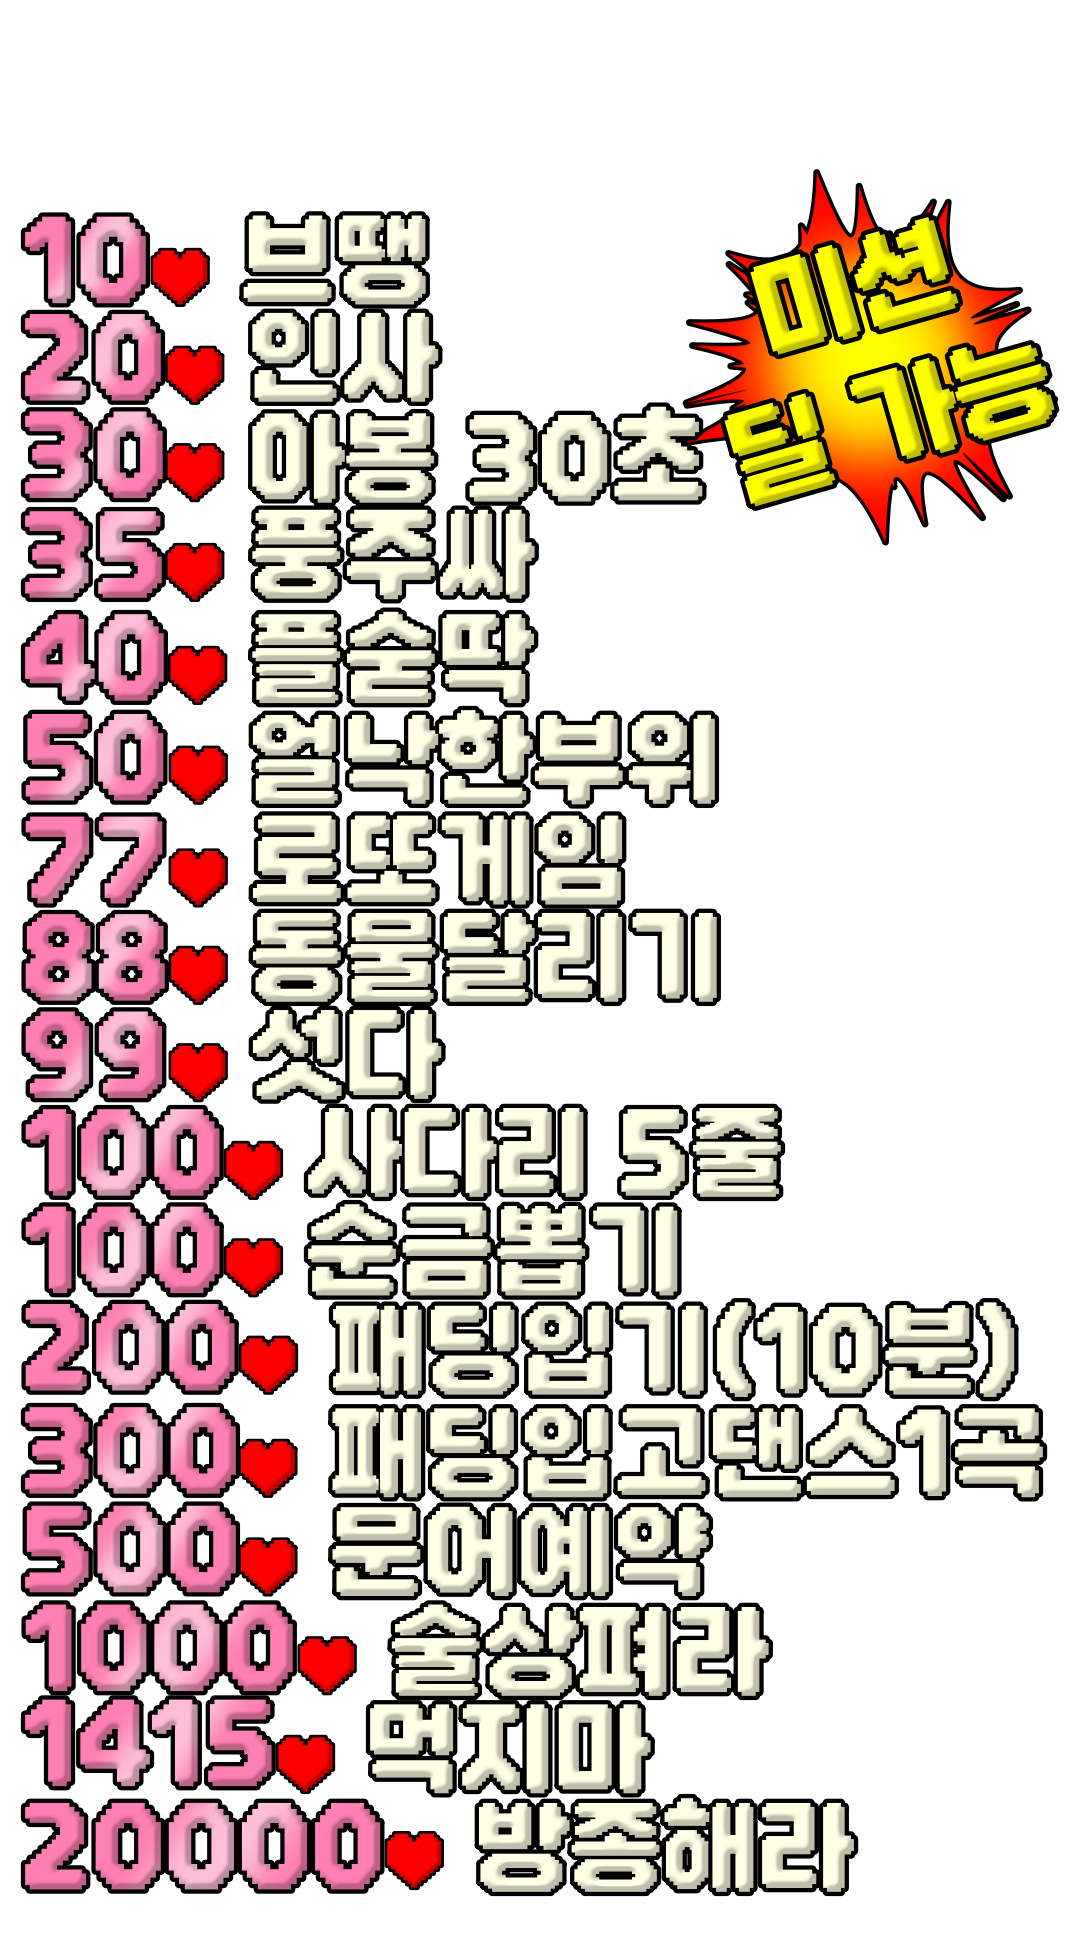 미션
딜 가능
10♥ 브땡
20♥ 인사
30♥ 아봉 30초
35♥ 풍주싸
40♥ 플술딱
50♥ 얼낙한부위
77♥ 로또게임
88♥ 동물달리기
99♥ 섯다
100♥ 사다리 5줄
100♥ 순금뽑기
200♥ 패딩입기(10분)
300♥ 패딩입고댄스1곡
500♥ 문어예약
1000♥ 술상펴라
1415♥ 먹지마
20000♥ 방종해라